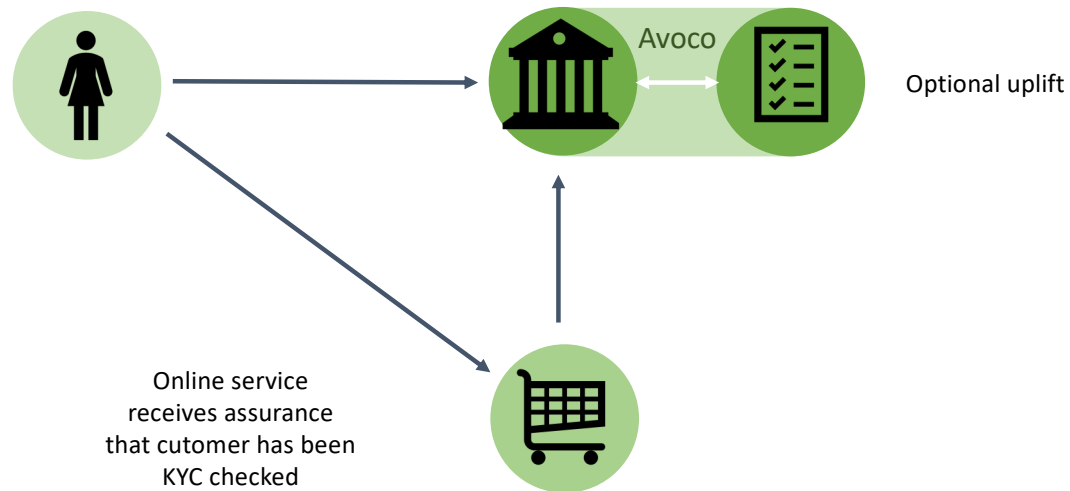 Avoco
Optional uplift
Online service
receives assurance
that cutomer has been
KYC checked